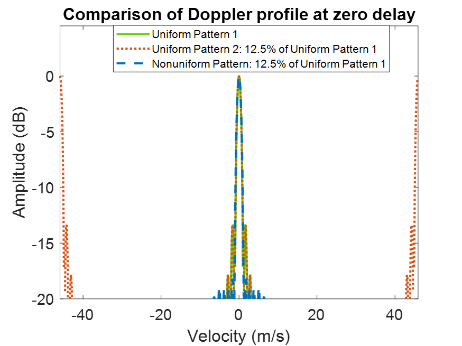 Comparison of Doppler profile at zero delay
Uniform Pattern 1
Uniform Pattern 2: 12.5% of Uniform Pattern 1
Nonuniform Pattern: 12.5% of Uniform Pattern 1
0
-5
-10
-15
-20
Amplitude (dB)
-40
-20
0
20
40
Velocity (m/s)